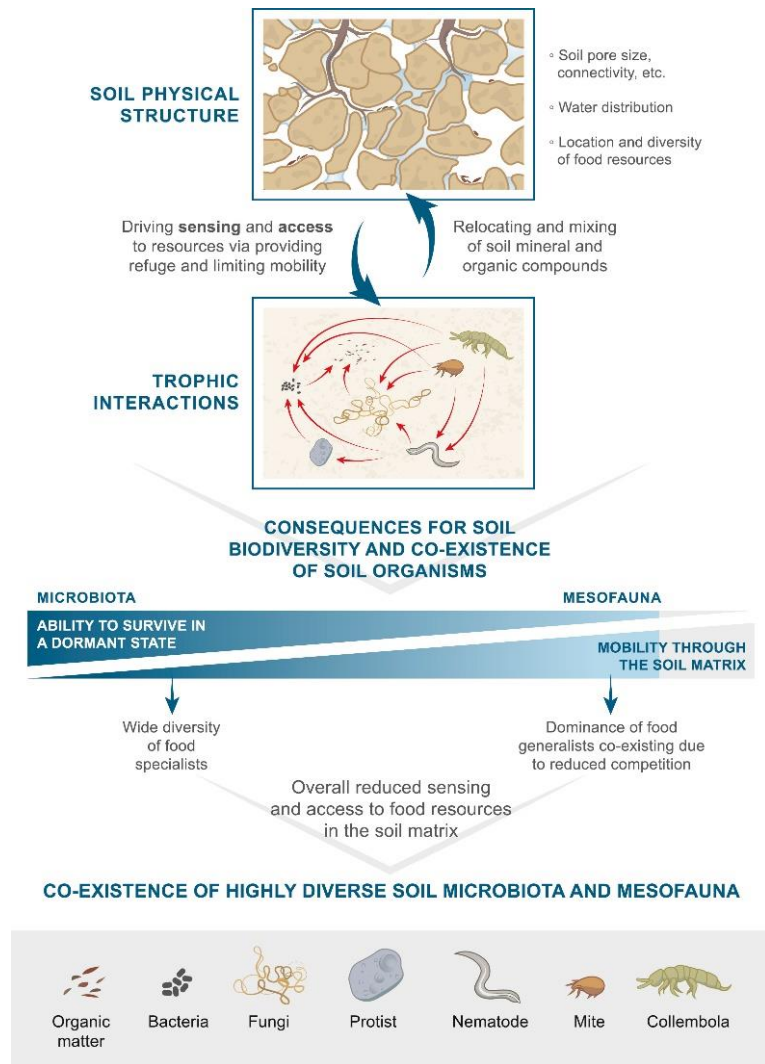 SOIL PHYSICAL
STRUCTURE
◦ Soil pore size,
connectivity, etc.
◦ Water distribution
◦ Location and diversity
of food resources
Driving sensing and access
to resources via providing
refuge and limiting mobility
Relocating and mixing
of soil mineral and
organic compounds
TROPHIC
INTERACTIONS
CONSEQUENCES FOR SOIL
BIODIVERSITY AND CO-EXISTENCE
OF SOIL ORGANISMS
MICROBIOTA
MESOFAUNA
ABILITY TO SURVIVE IN
A DORMANT STATE
MOBILITY THROUGH
THE SOIL MATRIX
Wide diversity
of food
specialists
Dominance of food
generalists co-existing due
to reduced competition
Overall reduced sensing
and access to food resources
in the soil matrix
CO-EXISTENCE OF HIGHLY DIVERSE SOIL MICROBIOTA AND MESOFAUNA
Organic
matter
Bacteria
Fungi
Protist
Nematode
Mite
Collembola